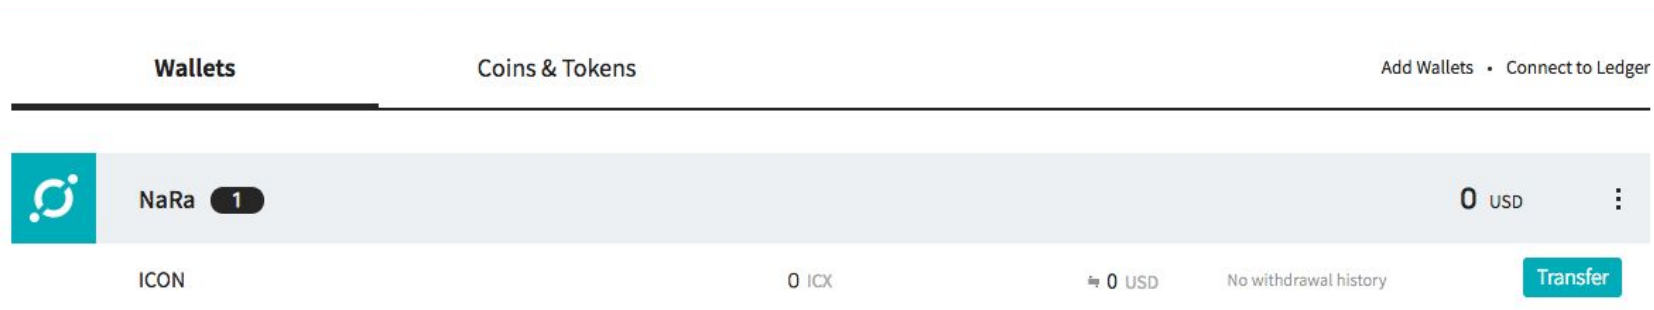 Wallets Coins & Tokens Add Wallets • Connect to Ledger
NaRa 1 0 USD
ICON 0 ICX ≒ 0 USD No withdrawal history Transfer